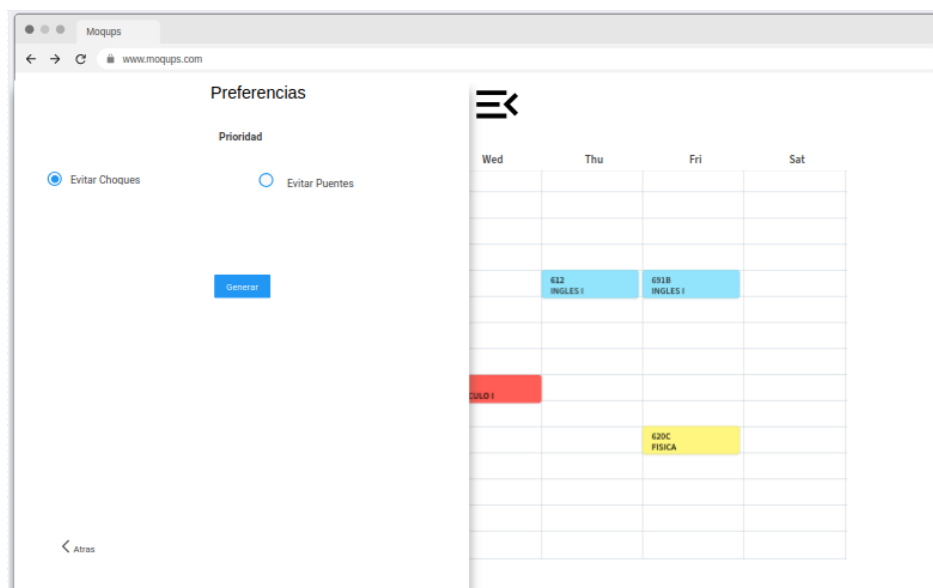 Moqups
www.moqups.com
Preferencias
Prioridad
Evitar Choques
Evitar Puentes
Generar
Atras
Wed Thu Fri Sat
612
INGLES I
691B
INGLES I
CULO I
620C
FISICA